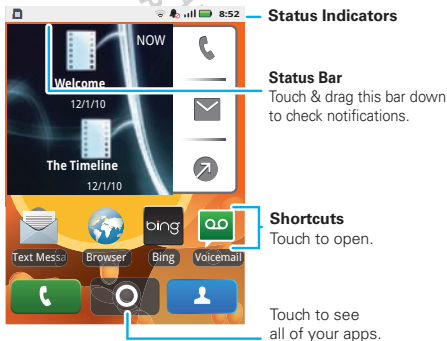 8:52
Status Indicators
NOW
Welcome
12/1/10
Status Bar
Touch & drag this bar down
to check notifications.
The Timeline
12/1/10
bing
Shortcuts
Touch to open.
Text Messa Browser Bing Voicemail
Touch to see
all of your apps.